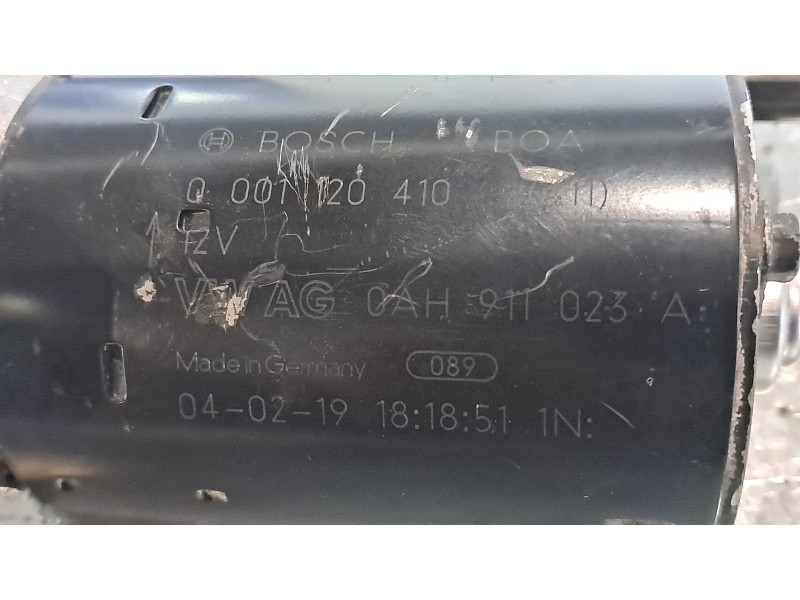 BOSCH BOA
0 001 120 410
12V
VW AG 0AH 911 023 A
Made in Germany 089
04-02-19 18:18:51 1N: